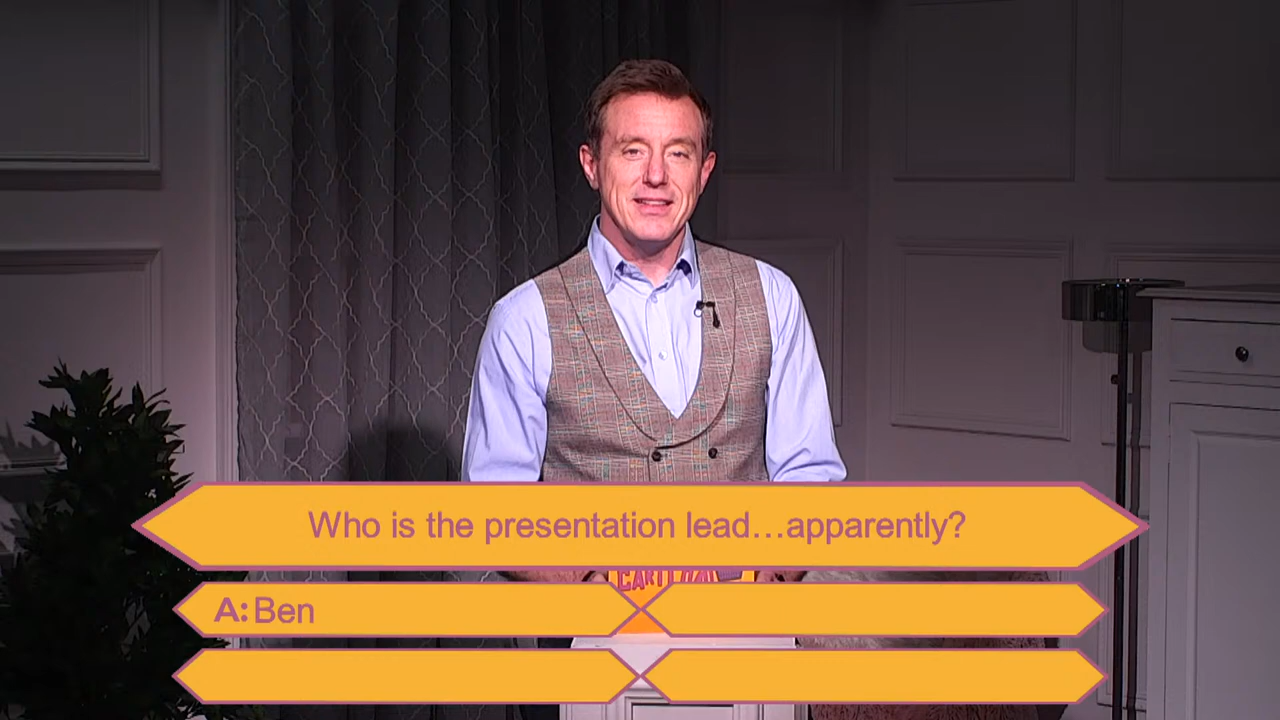 Who is the presentation lead...apparently?
A: Ben